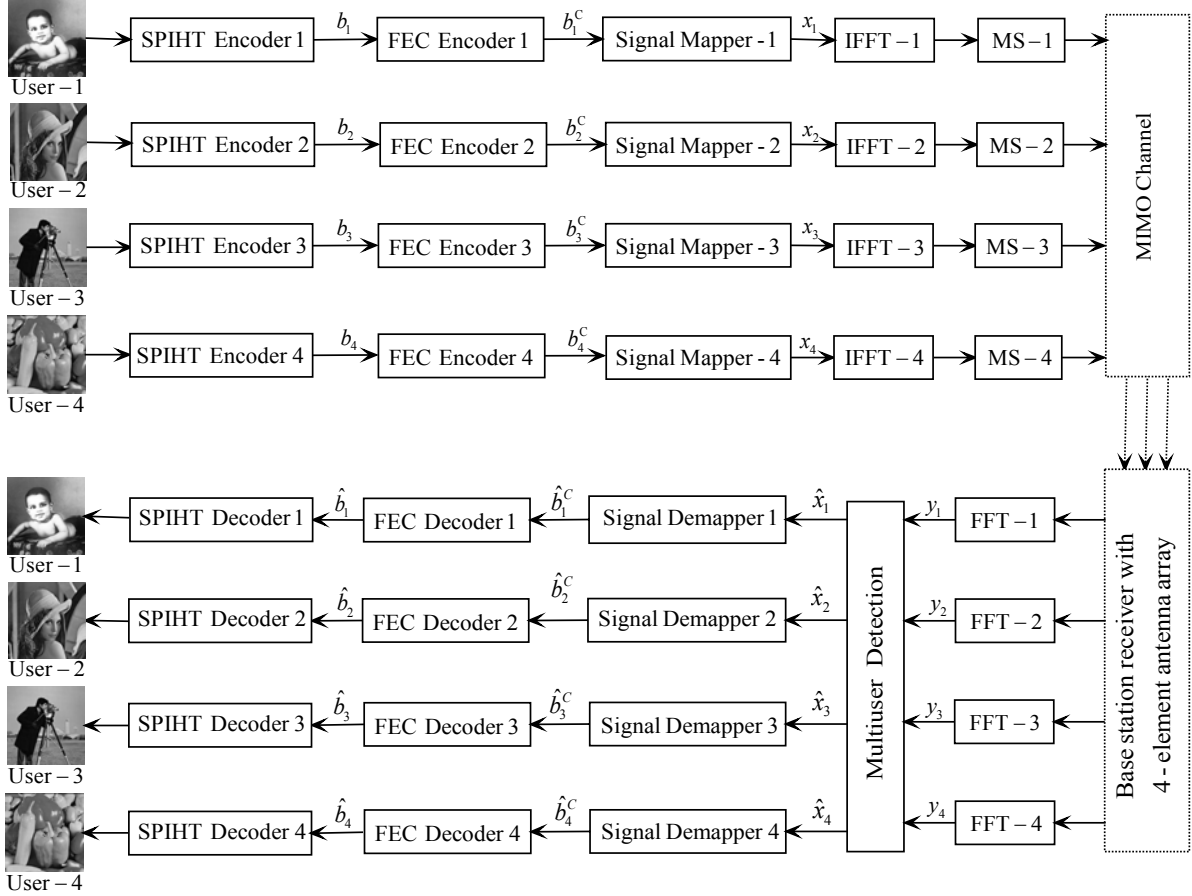 SPIHT Encoder 1 b₁ FEC Encoder 1 b₁ᶜ Signal Mapper - 1 x₁ IFFT – 1 MS – 1
User – 1
SPIHT Encoder 2 b₂ FEC Encoder 2 b₂ᶜ Signal Mapper - 2 x₂ IFFT – 2 MS – 2
User – 2
SPIHT Encoder 3 b₃ FEC Encoder 3 b₃ᶜ Signal Mapper - 3 x₃ IFFT – 3 MS – 3
User – 3
SPIHT Encoder 4 b₄ FEC Encoder 4 b₄ᶜ Signal Mapper - 4 x₄ IFFT – 4 MS – 4
User – 4
MIMO Channel
SPIHT Decoder 1 b̂₁ FEC Decoder 1 b̂₁ᶜ Signal Demapper 1 x̂₁ y₁ FFT – 1
User – 1
SPIHT Decoder 2 b̂₂ FEC Decoder 2 b̂₂ᶜ Signal Demapper 2 x̂₂ y₂ FFT – 2
User – 2
SPIHT Decoder 3 b̂₃ FEC Decoder 3 b̂₃ᶜ Signal Demapper 3 x̂₃ y₃ FFT – 3
User – 3
SPIHT Decoder 4 b̂₄ FEC Decoder 4 b̂₄ᶜ Signal Demapper 4 x̂₄ y₄ FFT – 4
User – 4
Multiuser Detection
Base station receiver with
4 - element antenna array